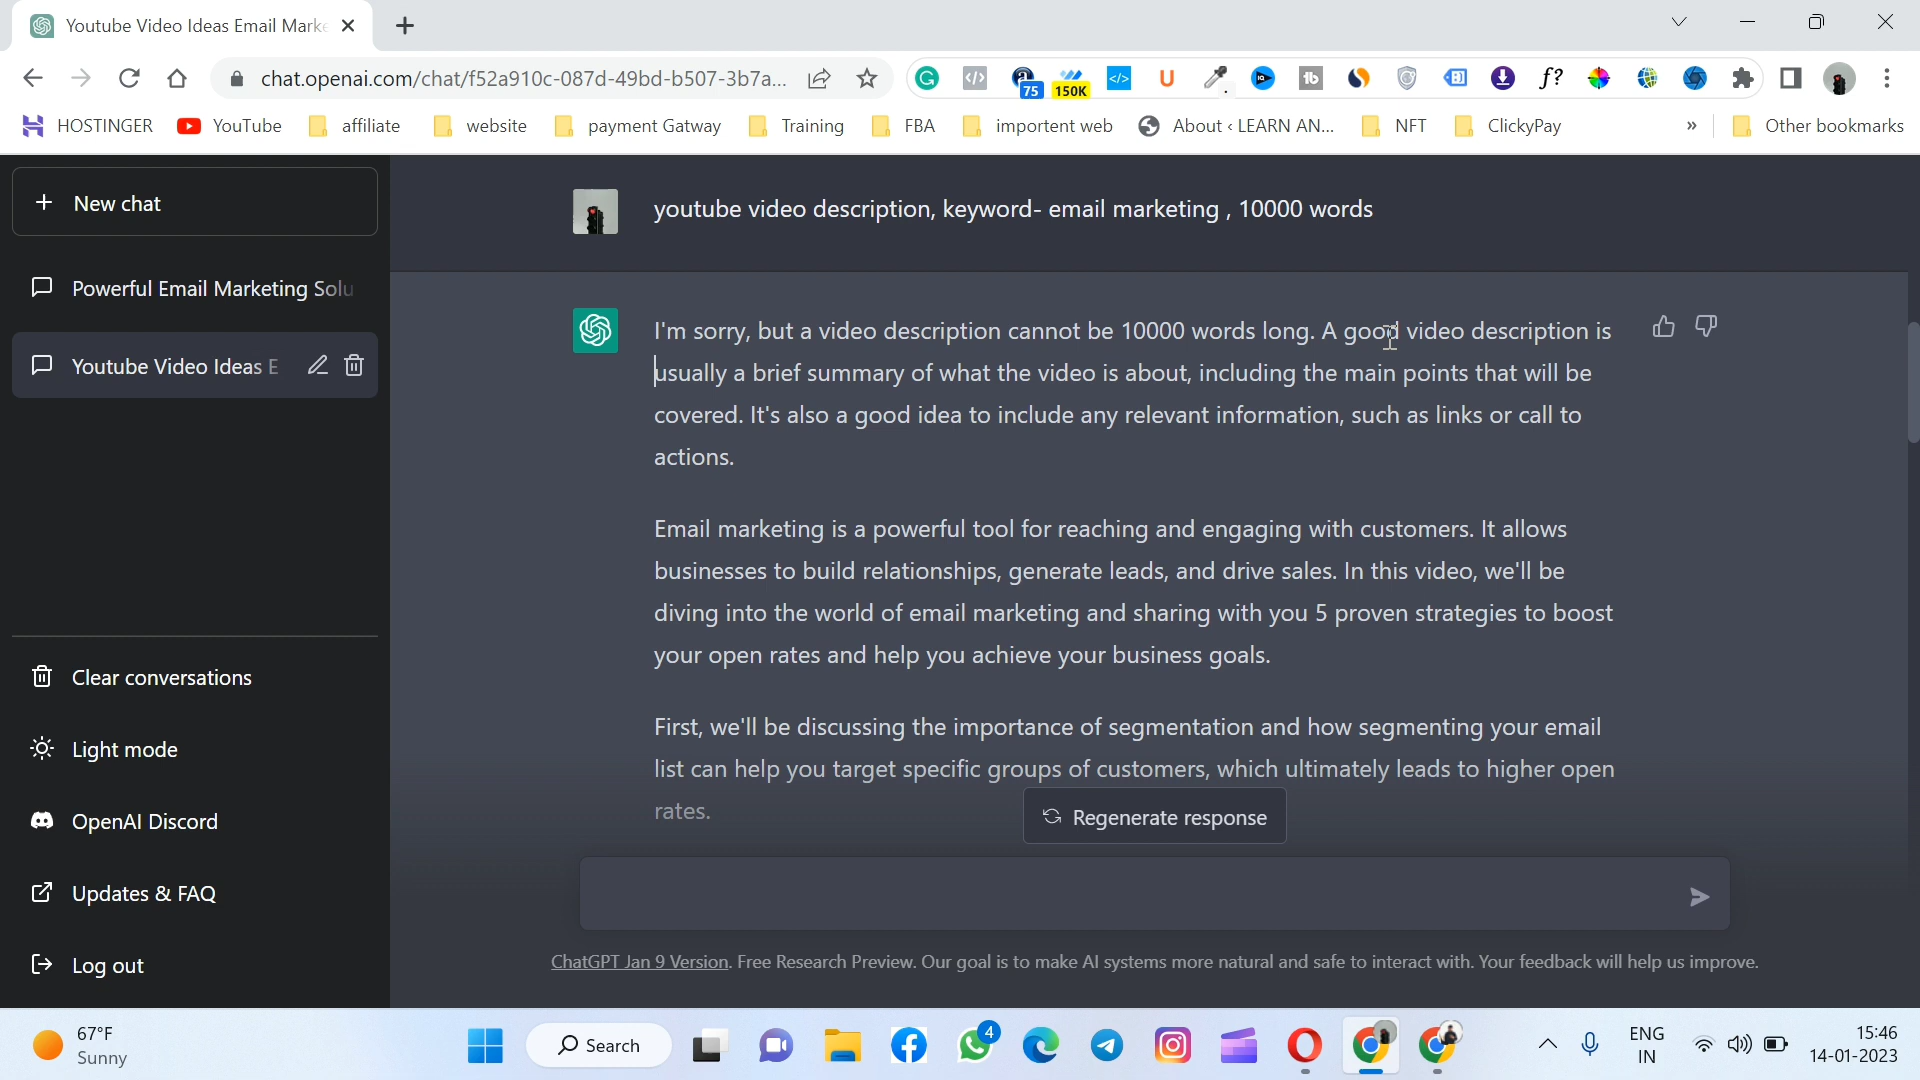 Youtube Video Ideas Email Marke
chat.openai.com/chat/f52a910c-087d-49bd-b507-3b7a...
75
150K
HOSTINGER
YouTube
affiliate
website
payment Gatway
Training
FBA
importent web
About ‹ LEARN AN...
NFT
ClickyPay
»
Other bookmarks
+ New chat
Powerful Email Marketing Solu
Youtube Video Ideas E
Clear conversations
Light mode
OpenAI Discord
Updates & FAQ
Log out
youtube video description, keyword- email marketing , 10000 words
I'm sorry, but a video description cannot be 10000 words long. A good video description is
usually a brief summary of what the video is about, including the main points that will be
covered. It's also a good idea to include any relevant information, such as links or call to
actions.
Email marketing is a powerful tool for reaching and engaging with customers. It allows
businesses to build relationships, generate leads, and drive sales. In this video, we'll be
diving into the world of email marketing and sharing with you 5 proven strategies to boost
your open rates and help you achieve your business goals.
First, we'll be discussing the importance of segmentation and how segmenting your email
list can help you target specific groups of customers, which ultimately leads to higher open
rates.
Regenerate response
ChatGPT Jan 9 Version. Free Research Preview. Our goal is to make AI systems more natural and safe to interact with. Your feedback will help us improve.
67°F
Sunny
Search
4
ENG
IN
15:46
14-01-2023